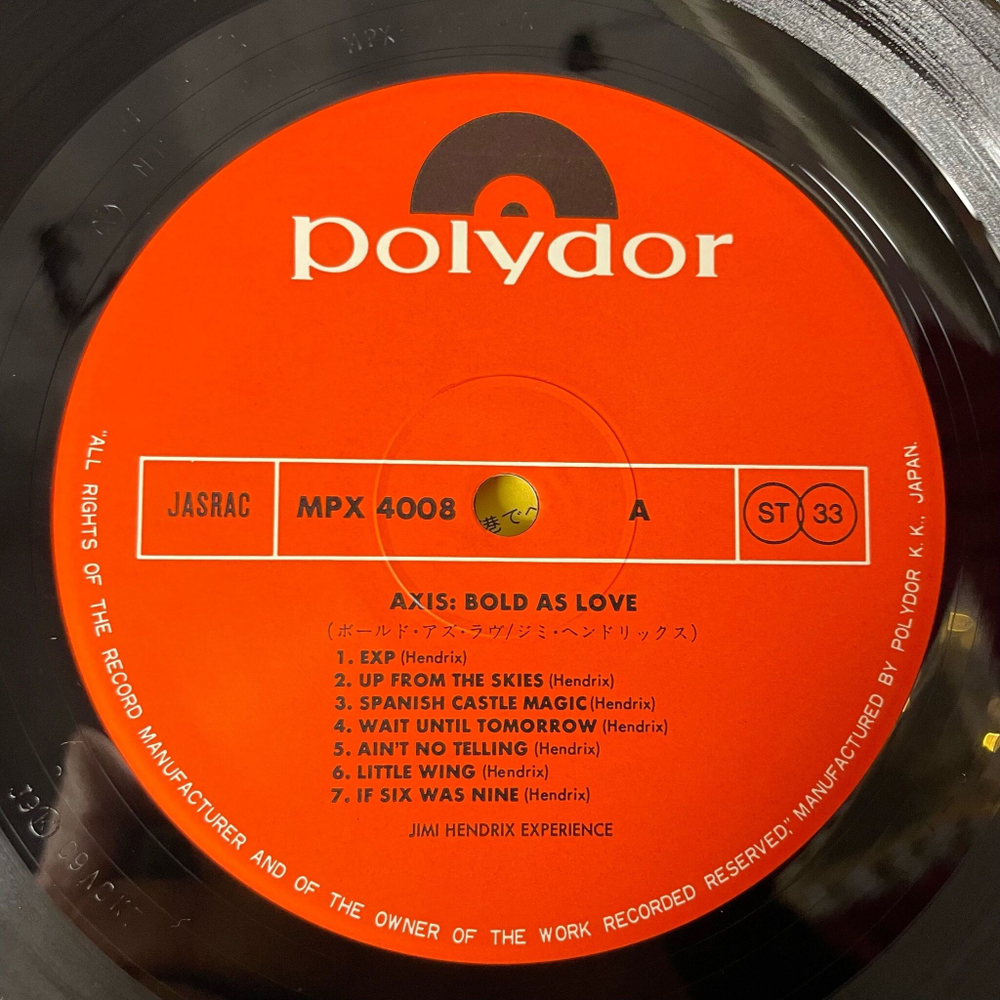 MPX
polydor
JASRAC
MPX 4008
A
ST 33
AXIS: BOLD AS LOVE
(ボールド・アズ・ラヴ/ジミ・ヘンドリックス)
1. EXP (Hendrix)
2. UP FROM THE SKIES (Hendrix)
3. SPANISH CASTLE MAGIC (Hendrix)
4. WAIT UNTIL TOMORROW (Hendrix)
5. AIN'T NO TELLING (Hendrix)
6. LITTLE WING (Hendrix)
7. IF SIX WAS NINE (Hendrix)
JIMI HENDRIX EXPERIENCE
"ALL RIGHTS OF THE RECORD MANUFACTURER AND OF THE OWNER OF THE WORK RECORDED RESERVED," MANUFACTURED BY POLYDOR K. K., JAPAN.
港で